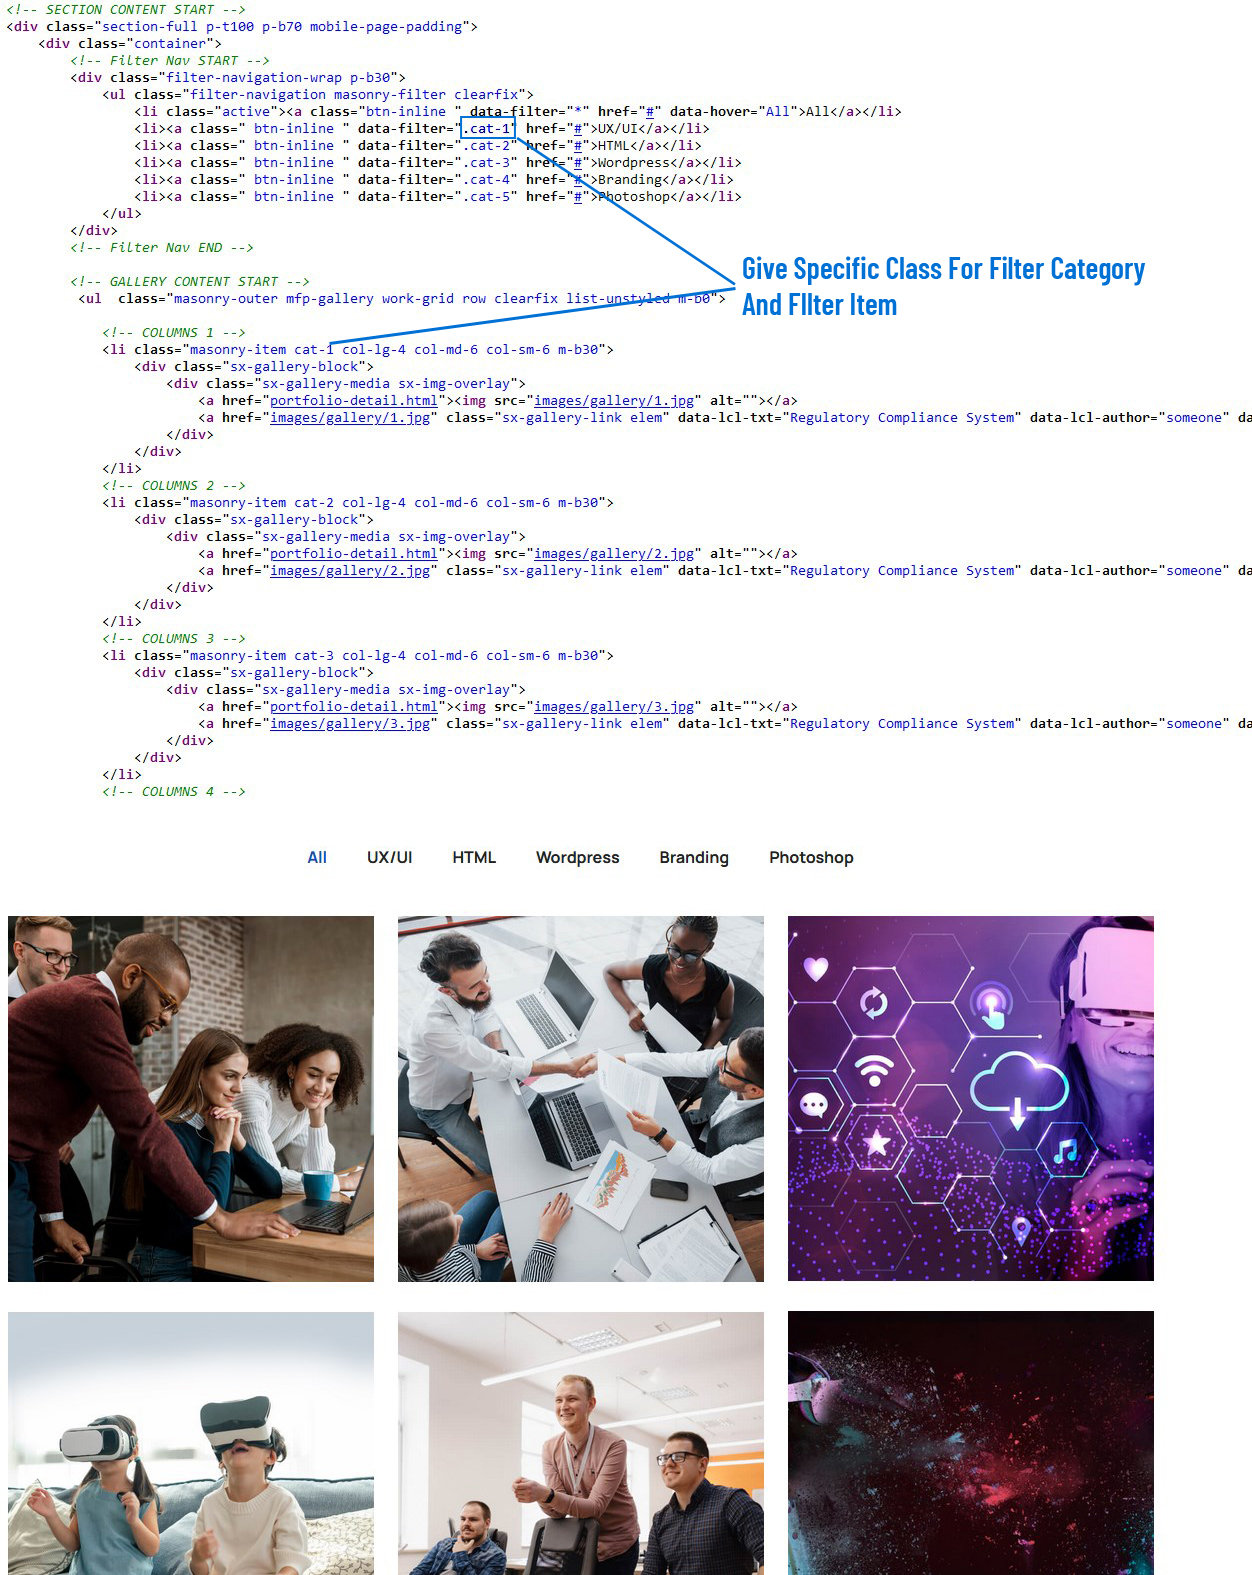 <!-- SECTION CONTENT START -->
<div class="section-full p-t100 p-b70 mobile-page-padding">
<div class="container">
<!-- Filter Nav START -->
<div class="filter-navigation-wrap p-b30">
<ul class="filter-navigation masonry-filter clearfix">
<li class="active"><a class="btn-inline " data-filter="*" href="#" data-hover="All">All</a></li>
<li><a class=" btn-inline " data-filter=".cat-1" href="#">UX/UI</a></li>
<li><a class=" btn-inline " data-filter=".cat-2" href="#">HTML</a></li>
<li><a class=" btn-inline " data-filter=".cat-3" href="#">Wordpress</a></li>
<li><a class=" btn-inline " data-filter=".cat-4" href="#">Branding</a></li>
<li><a class=" btn-inline " data-filter=".cat-5" href="#">Photoshop</a></li>
</ul>
</div>
<!-- Filter Nav END -->
Give Specific Class For Filter Category
And FIlter Item
<!-- GALLERY CONTENT START -->
<ul  class="masonry-outer mfp-gallery work-grid row clearfix list-unstyled m-b0">
<!-- COLUMNS 1 -->
<li class="masonry-item cat-1 col-lg-4 col-md-6 col-sm-6 m-b30">
<div class="sx-gallery-block">
<div class="sx-gallery-media sx-img-overlay">
<a href="portfolio-detail.html"><img src="images/gallery/1.jpg" alt=""></a>
<a href="images/gallery/1.jpg" class="sx-gallery-link elem" data-lcl-txt="Regulatory Compliance System" data-lcl-author="someone" da
</div>
</div>
</li>
<!-- COLUMNS 2 -->
<li class="masonry-item cat-2 col-lg-4 col-md-6 col-sm-6 m-b30">
<div class="sx-gallery-block">
<div class="sx-gallery-media sx-img-overlay">
<a href="portfolio-detail.html"><img src="images/gallery/2.jpg" alt=""></a>
<a href="images/gallery/2.jpg" class="sx-gallery-link elem" data-lcl-txt="Regulatory Compliance System" data-lcl-author="someone" da
</div>
</div>
</li>
<!-- COLUMNS 3 -->
<li class="masonry-item cat-3 col-lg-4 col-md-6 col-sm-6 m-b30">
<div class="sx-gallery-block">
<div class="sx-gallery-media sx-img-overlay">
<a href="portfolio-detail.html"><img src="images/gallery/3.jpg" alt=""></a>
<a href="images/gallery/3.jpg" class="sx-gallery-link elem" data-lcl-txt="Regulatory Compliance System" data-lcl-author="someone" da
</div>
</div>
</li>
<!-- COLUMNS 4 -->
All UX/UI HTML Wordpress Branding Photoshop